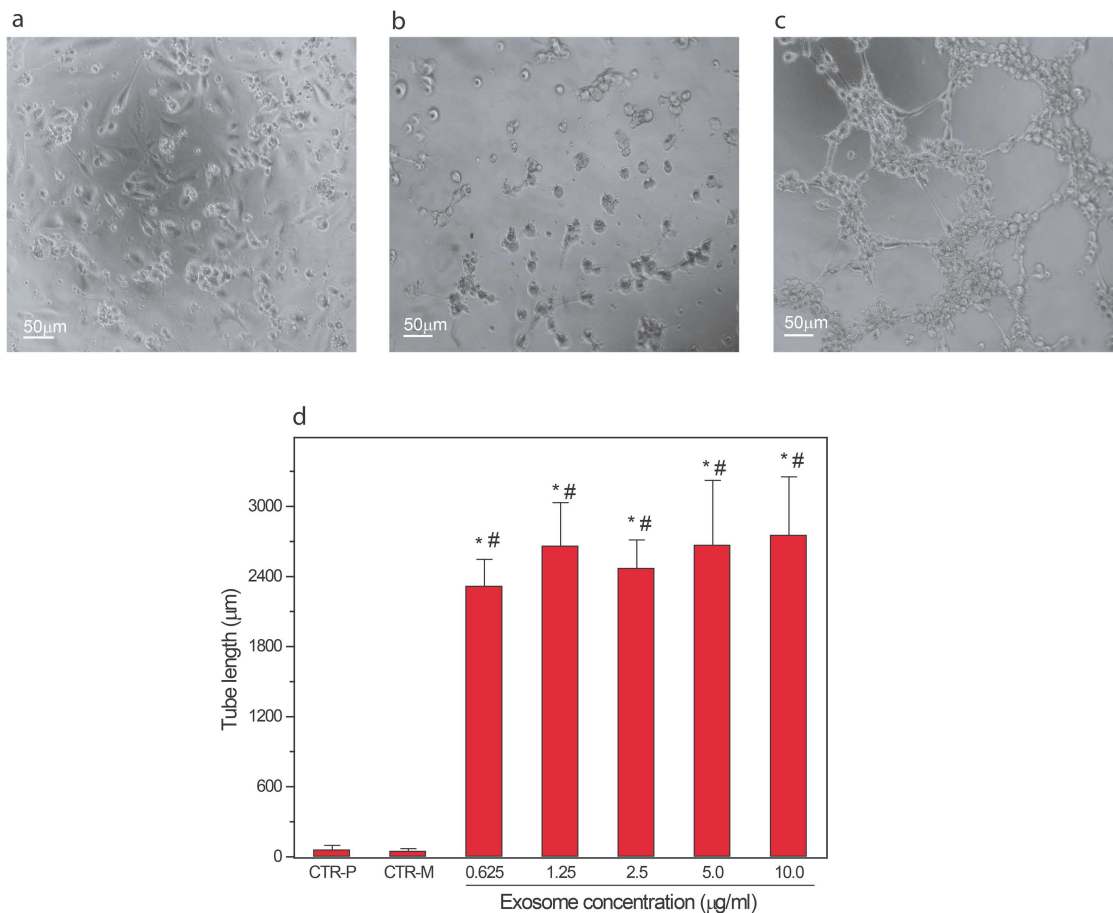 a
b
c
50μm
50μm
50μm
d
Tube length (μm)
3000
2400
1800
1200
600
0
*#
*#
*#
*#
*#
CTR-P CTR-M 0.625 1.25 2.5 5.0 10.0
Exosome concentration (μg/ml)